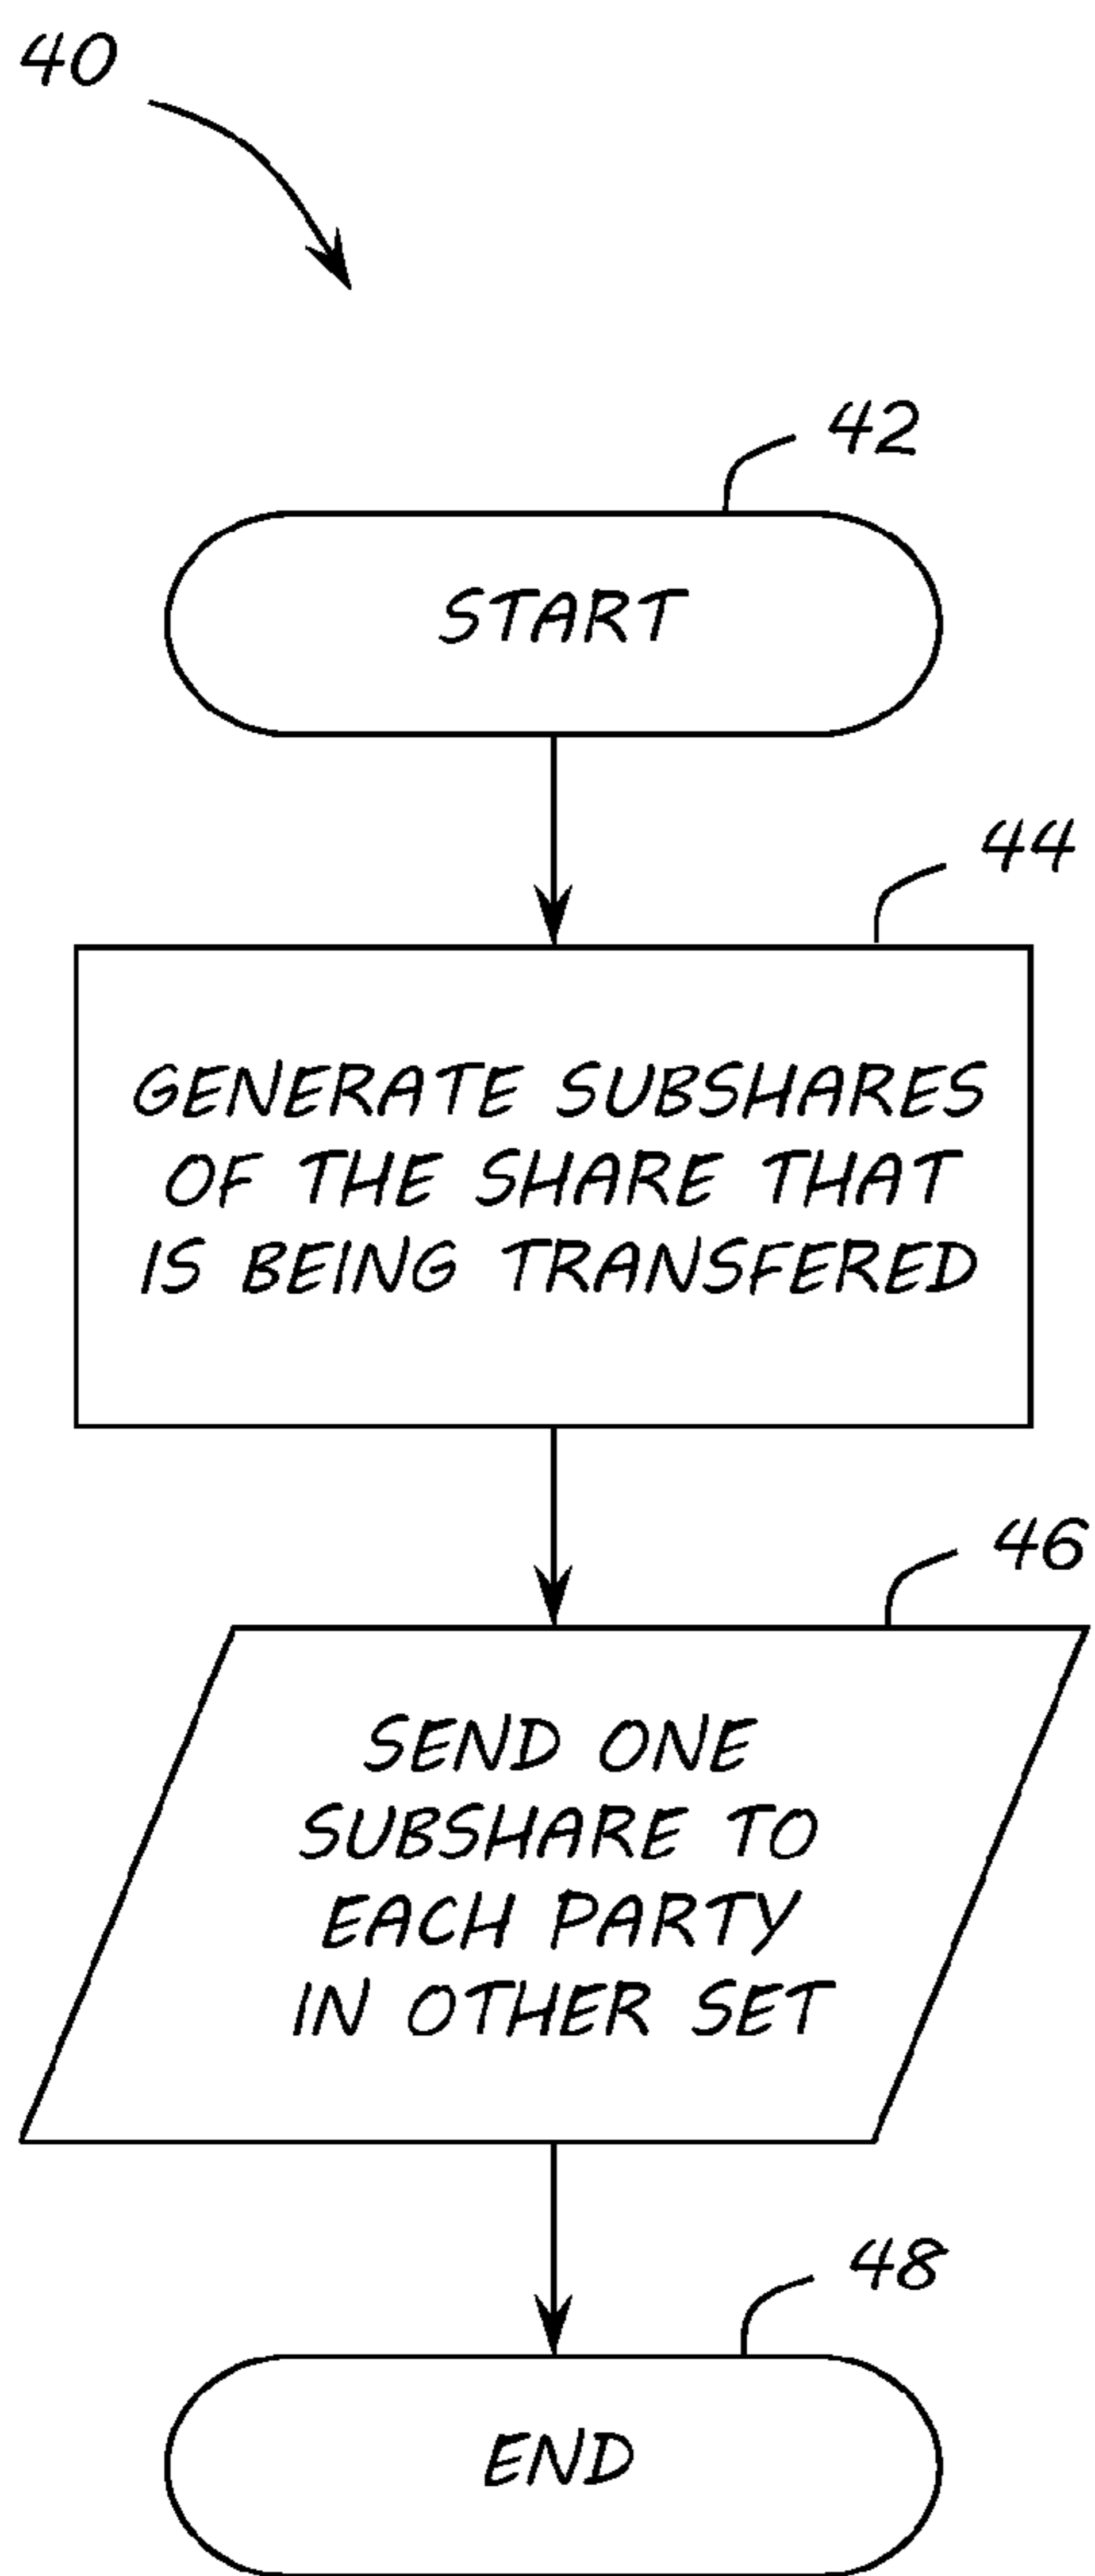 40
42
START
44
GENERATE SUBSHARES
OF THE SHARE THAT
IS BEING TRANSFERED
46
SEND ONE
SUBSHARE TO
EACH PARTY
IN OTHER SET
48
END